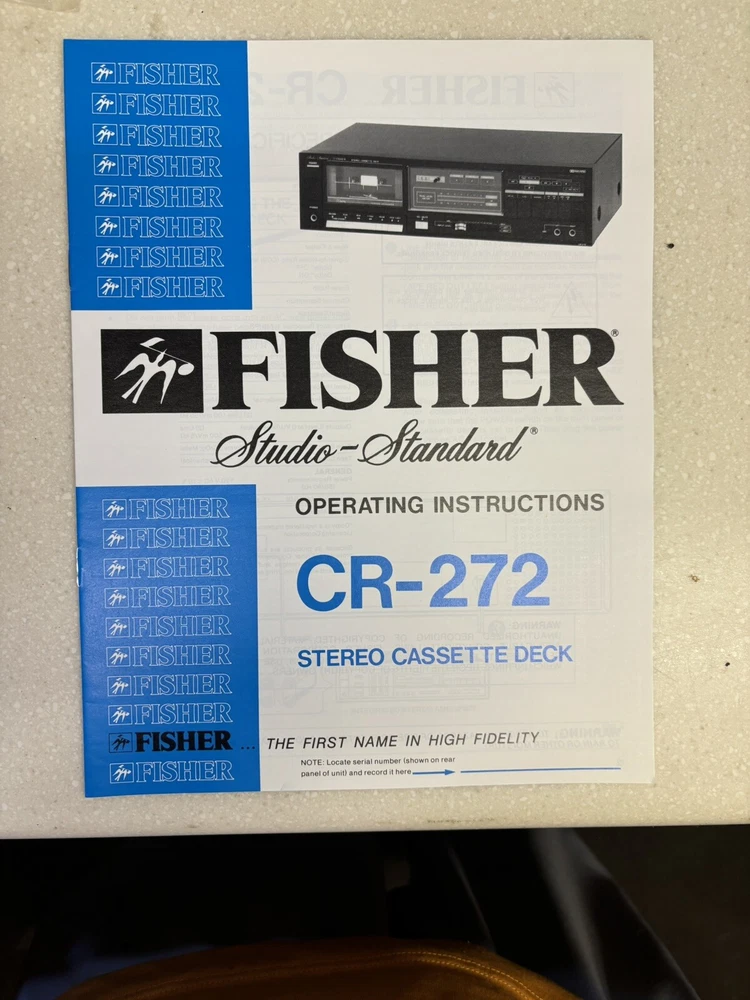 FISHER
FISHER
FISHER
FISHER
FISHER
FISHER
FISHER
FISHER
FISHER®
Studio-Standard®
OPERATING INSTRUCTIONS
CR-272
STEREO CASSETTE DECK
FISHER
FISHER
FISHER
FISHER
FISHER
FISHER
FISHER
FISHER
FISHER ... THE FIRST NAME IN HIGH FIDELITY
FISHER
NOTE: Locate serial number (shown on rear
panel of unit) and record it here